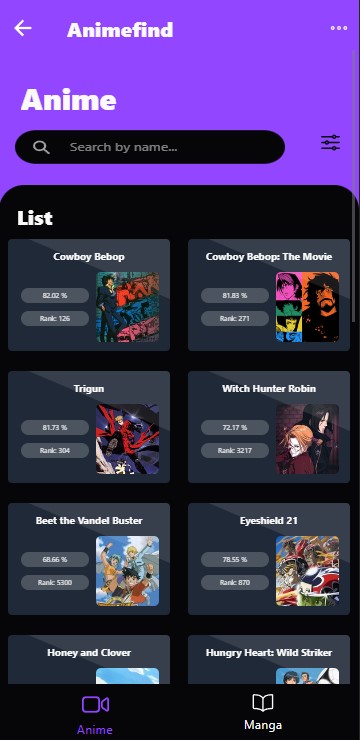 Animefind
Anime
Search by name...
List
Cowboy Bebop
82.02 %
Rank: 126
Cowboy Bebop: The Movie
81.83 %
Rank: 271
Trigun
81.73 %
Rank: 304
Witch Hunter Robin
72.17 %
Rank: 3217
Beet the Vandel Buster
68.66 %
Rank: 5300
Eyeshield 21
78.55 %
Rank: 870
Honey and Clover
Hungry Heart: Wild Striker
Anime
Manga